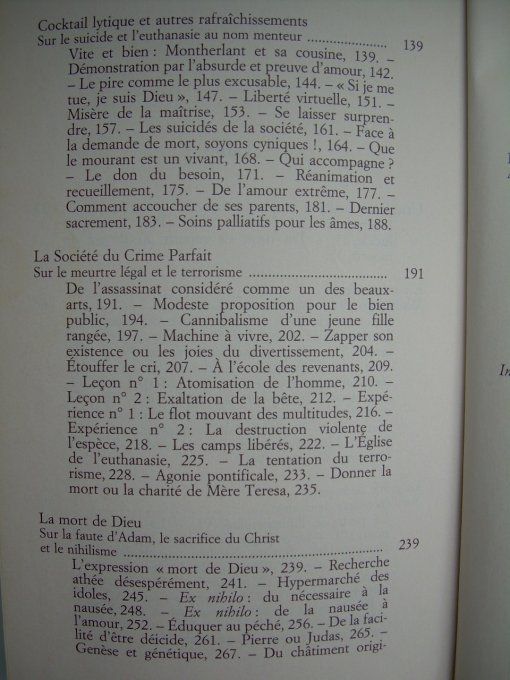 Cocktail lytique et autres rafraîchissements
Sur le suicide et l'euthanasie au nom menteur ..................... 139
Vite et bien : Montherlant et sa cousine, 139. –
Démonstration par l'absurde et preuve d'amour, 142.
– Le pire comme le plus excusable, 144. – « Si je me
tue, je suis Dieu », 147. – Liberté virtuelle, 151. –
Misère de la maîtrise, 153. – Se laisser surpren-
dre, 157. – Les suicidés de la société, 161. – Face à
la demande de mort, soyons cyniques !, 164. – Que
le mourant est un vivant, 168. – Qui accompagne ?
– Le don du besoin, 171. – Réanimation et
recueillement, 175. – De l'amour extrême, 177. –
Comment accoucher de ses parents, 181. – Dernier
sacrement, 183. – Soins palliatifs pour les âmes, 188.
La Société du Crime Parfait
Sur le meurtre légal et le terrorisme ..................................... 191
De l'assassinat considéré comme un des beaux-
arts, 191. – Modeste proposition pour le bien
public, 194. – Cannibalisme d'une jeune fille
rangée, 197. – Machine à vivre, 202. – Zapper son
existence ou les joies du divertissement, 204. –
Étouffer le cri, 207. – À l'école des revenants, 209.
– Leçon n° 1 : Atomisation de l'homme, 210. –
Leçon n° 2 : Exaltation de la bête, 212. – Expé-
rience n° 1 : Le flot mouvant des multitudes, 216. –
Expérience n° 2 : La destruction violente de
l'espèce, 218. – Les camps libérés, 222. – L'Église
de l'euthanasie, 225. – La tentation du terro-
risme, 228. – Agonie pontificale, 233. – Donner la
mort ou la charité de Mère Teresa, 235.
La mort de Dieu
Sur la faute d'Adam, le sacrifice du Christ
et le nihilisme ........................................................................ 239
L'expression « mort de Dieu », 239. – Recherche
athée désespérément, 241. – Hypermarché des
idoles, 245. – Ex nihilo : du nécessaire à la
nausée, 248. – Ex nihilo : de la nausée à
l'amour, 252. – Éduquer au péché, 256. – De la faci-
lité d'être déicide, 261. – Pierre ou Judas, 265. –
Genèse et génétique, 267. – Du châtiment origi-
In